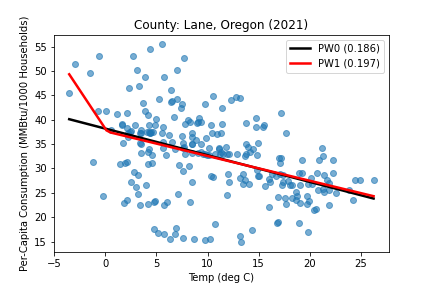 County: Lane, Oregon (2021)
Per-Capita Consumption (MMBtu/1000 Households)
55
50
45
40
35
30
25
20
15
PW0 (0.186)
PW1 (0.197)
−5 0 5 10 15 20 25
Temp (deg C)